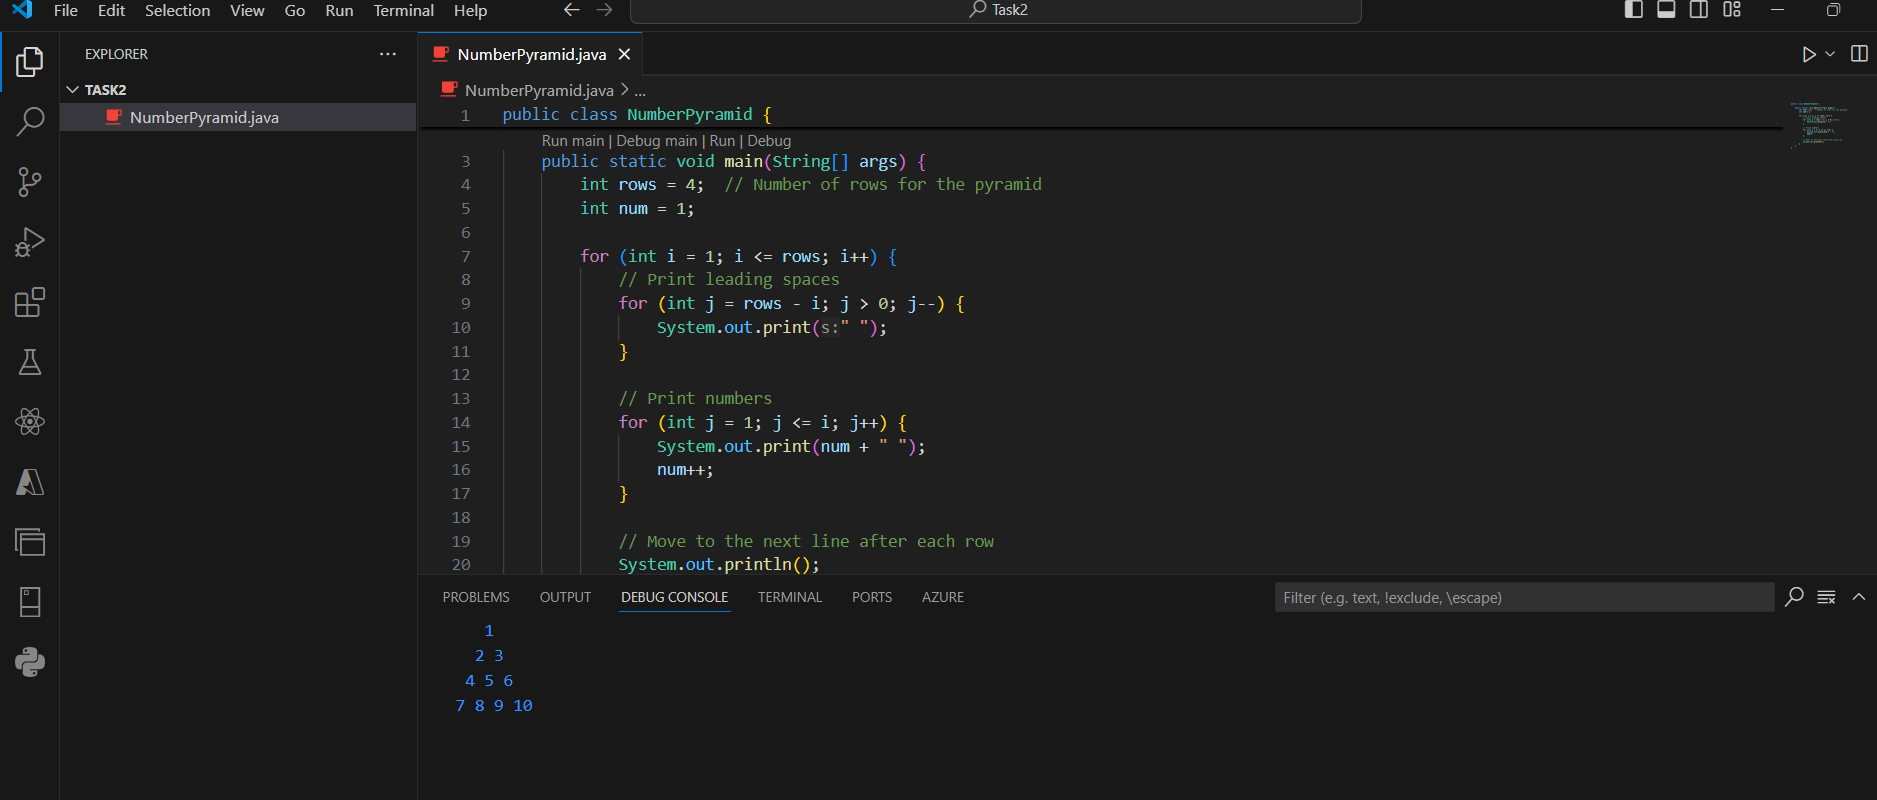 File Edit Selection View Go Run Terminal Help Task2
EXPLORER
TASK2
NumberPyramid.java
NumberPyramid.java
NumberPyramid.java > ...
1 public class NumberPyramid {
Run main | Debug main | Run | Debug
3 public static void main(String[] args) {
4 int rows = 4; // Number of rows for the pyramid
5 int num = 1;
6
7 for (int i = 1; i <= rows; i++) {
8 // Print leading spaces
9 for (int j = rows - i; j > 0; j--) {
10 System.out.print(s:" ");
11 }
12
13 // Print numbers
14 for (int j = 1; j <= i; j++) {
15 System.out.print(num + " ");
16 num++;
17 }
18
19 // Move to the next line after each row
20 System.out.println();
PROBLEMS OUTPUT DEBUG CONSOLE TERMINAL PORTS AZURE Filter (e.g. text, !exclude, \escape)
1
2 3
4 5 6
7 8 9 10